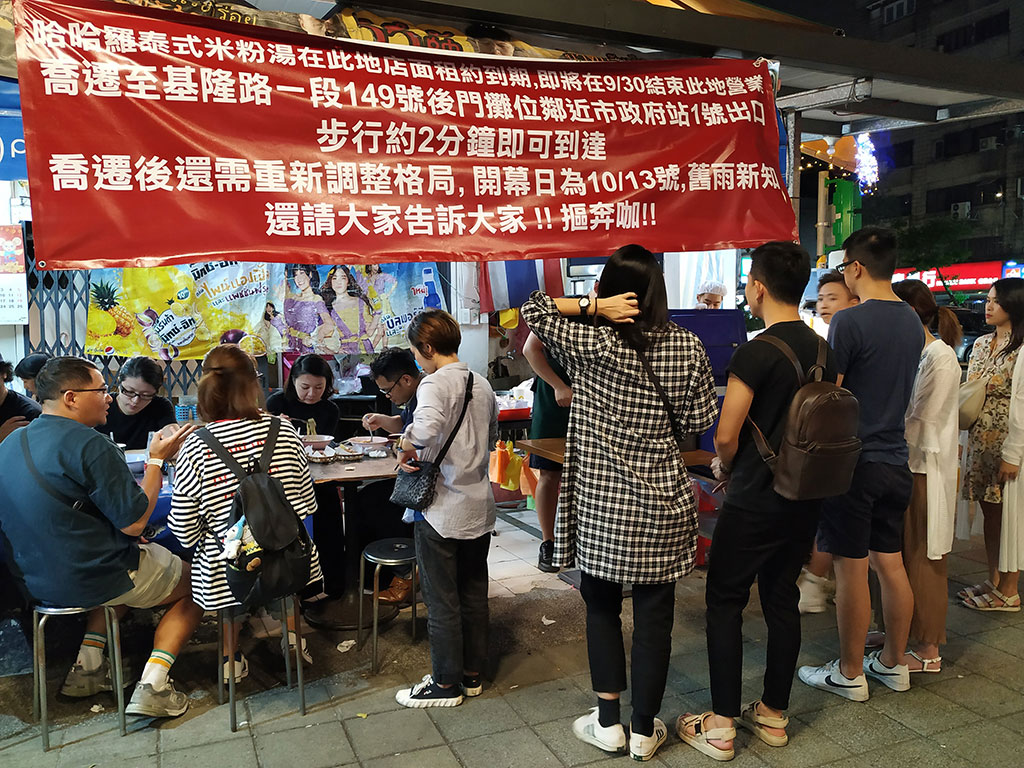 哈哈羅泰式米粉湯在此地店面租約到期,即將在9/30結束此地營業
喬遷至基隆路一段149號後門攤位鄰近市政府站1號出口
步行約2分鐘即可到達
喬遷後還需重新調整格局, 開幕日為10/13號,舊雨新知
還請大家告訴大家 !! 摳奔咖!!